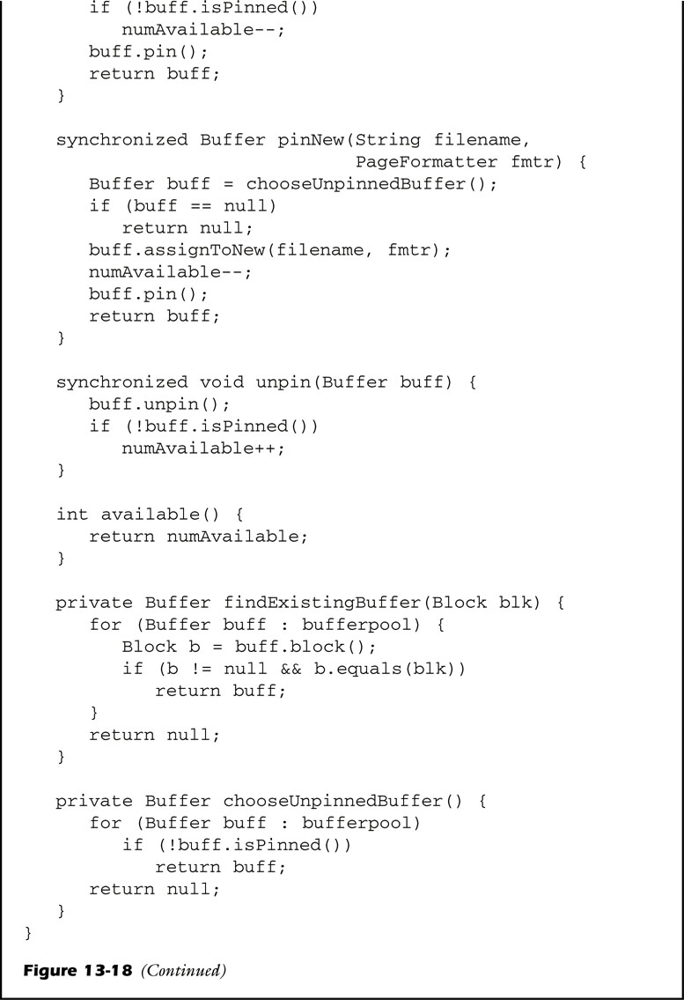 if (!buff.isPinned())
         numAvailable--;
      buff.pin();
      return buff;
   }

   synchronized Buffer pinNew(String filename,
                              PageFormatter fmtr) {
      Buffer buff = chooseUnpinnedBuffer();
      if (buff == null)
         return null;
      buff.assignToNew(filename, fmtr);
      numAvailable--;
      buff.pin();
      return buff;
   }

   synchronized void unpin(Buffer buff) {
      buff.unpin();
      if (!buff.isPinned())
         numAvailable++;
   }

   int available() {
      return numAvailable;
   }

   private Buffer findExistingBuffer(Block blk) {
      for (Buffer buff : bufferpool) {
         Block b = buff.block();
         if (b != null && b.equals(blk))
            return buff;
      }
      return null;
   }

   private Buffer chooseUnpinnedBuffer() {
      for (Buffer buff : bufferpool)
         if (!buff.isPinned())
            return buff;
      return null;
   }
}
Figure 13-18 (Continued)